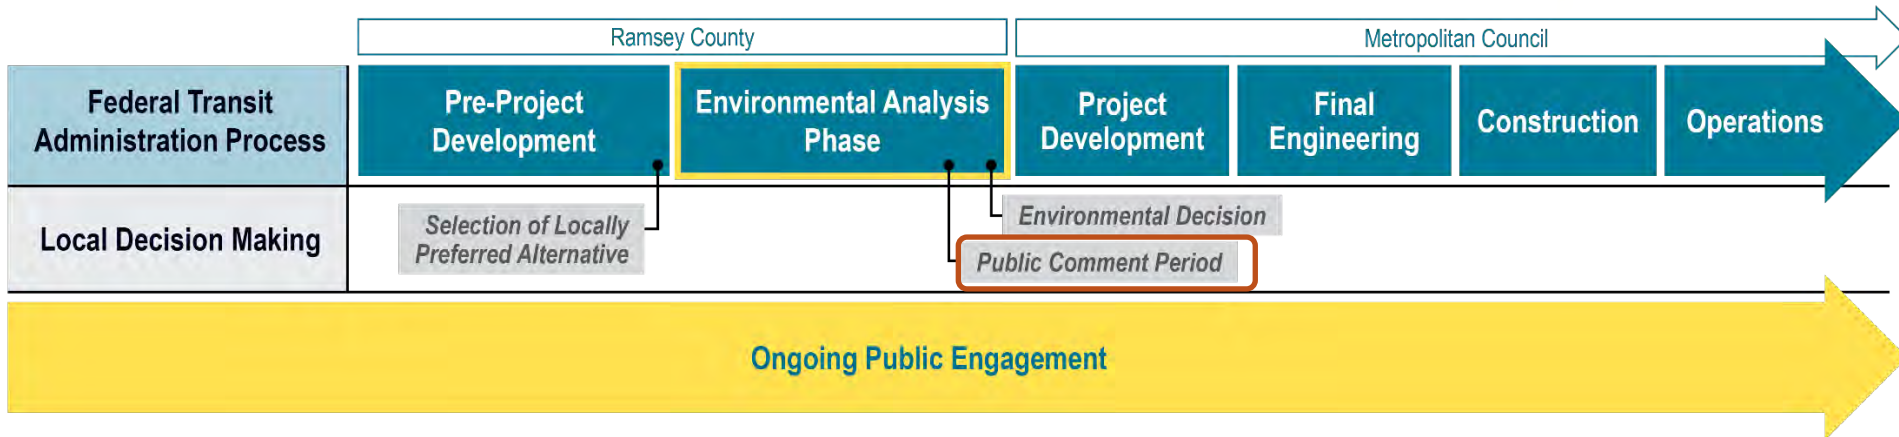 Ramsey County
Metropolitan Council
Federal Transit
Administration Process
Pre-Project
Development
Environmental Analysis
Phase
Project
Development
Final
Engineering
Construction
Operations
Local Decision Making
Selection of Locally
Preferred Alternative
Environmental Decision
Public Comment Period
Ongoing Public Engagement